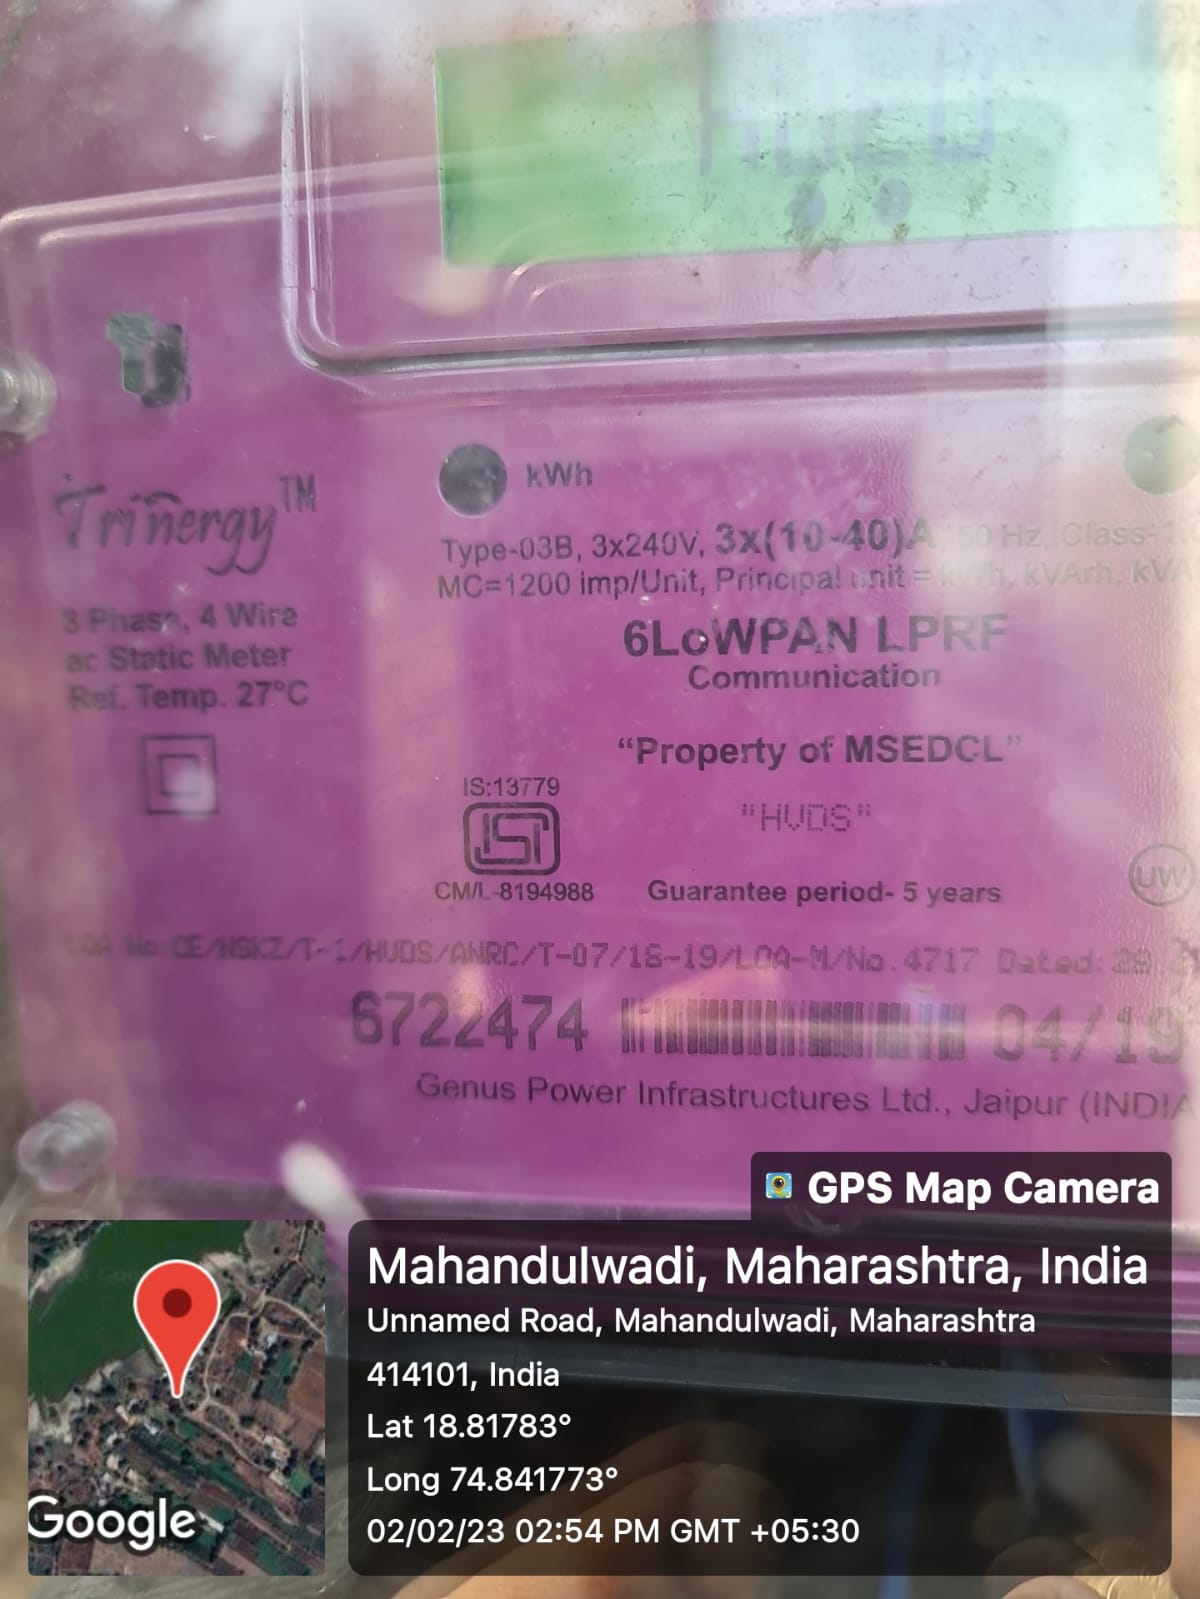 kWh
Trinergy™
Type-03B, 3x240V, 3x(10-40)A, 50 Hz, Class-1
MC=1200 imp/Unit, Principal unit = kWh, kVArh, kVA
3 Phase, 4 Wire
ac Static Meter
Ref. Temp. 27°C
6LoWPAN LPRF
Communication
"Property of MSEDCL"
"HVDS"
IS:13779
ISI
CM/L-8194988
Guarantee period- 5 years
UW
LOA No CE/NSKZ/T-1/HVDS/ANRC/T-07/18-19/LOA-M/No.4717 Dated:
6722474 04/19
Genus Power Infrastructures Ltd., Jaipur (INDIA
GPS Map Camera
Mahandulwadi, Maharashtra, India
Unnamed Road, Mahandulwadi, Maharashtra
414101, India
Lat 18.81783°
Long 74.841773°
02/02/23 02:54 PM GMT +05:30
Google